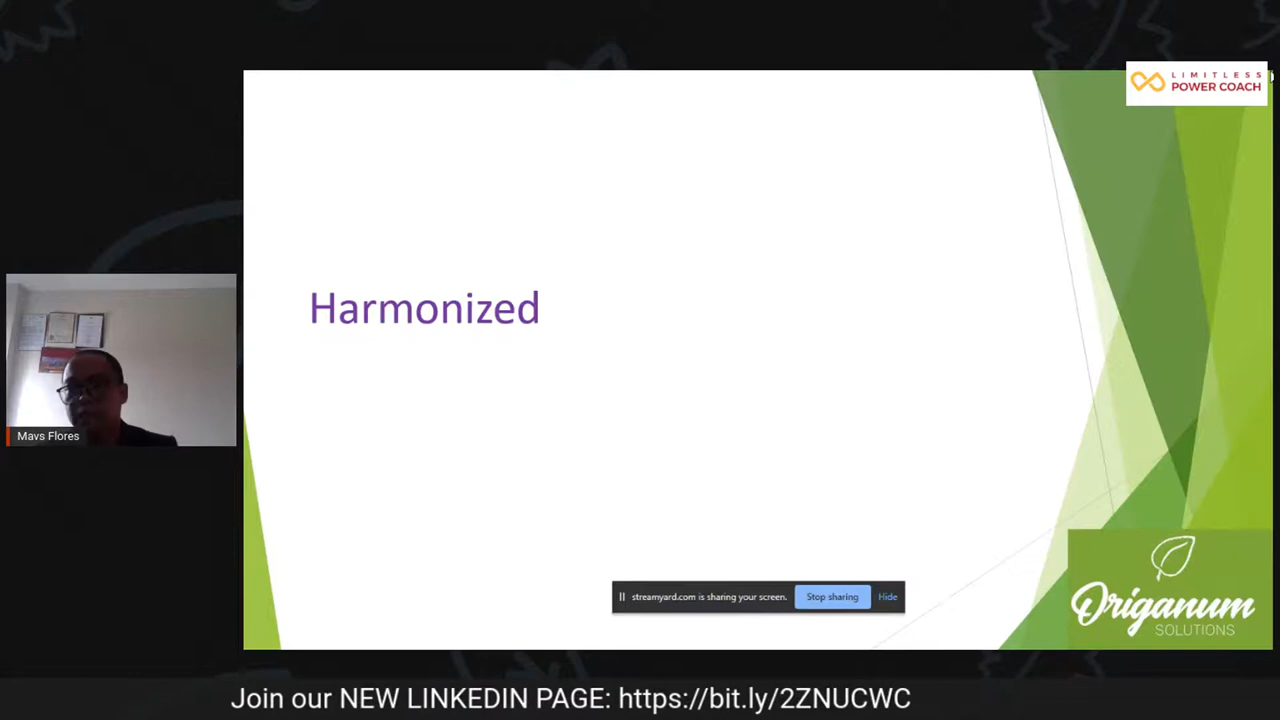 LIMITLESS
POWER COACH
Harmonized
Mavs Flores
streamyard.com is sharing your screen.
Stop sharing
Hide
Origanum
SOLUTIONS
Join our NEW LINKEDIN PAGE: https://bit.ly/2ZNUCWC